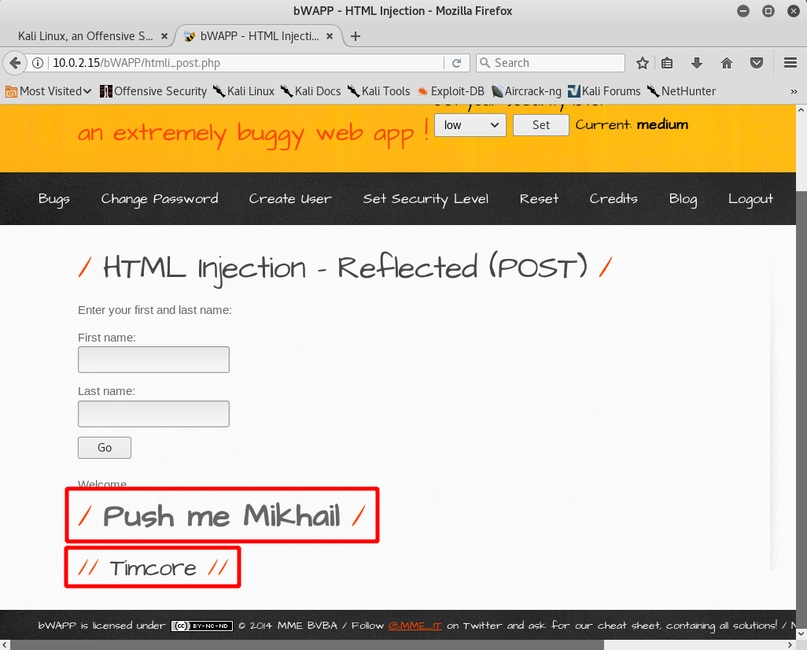 bWAPP - HTML Injection - Mozilla Firefox
Kali Linux, an Offensive S... bWAPP - HTML Injecti...
10.0.2.15/bWAPP/htmli_post.php Search
Most Visited Offensive Security Kali Linux Kali Docs Kali Tools Exploit-DB Aircrack-ng Kali Forums NetHunter »
an extremely buggy web app ! low Set Current: medium
Bugs Change Password Create User Set Security Level Reset Credits Blog Logout
/ HTML Injection - Reflected (POST) /
Enter your first and last name:
First name:
Last name:
Go
Welcome
/ Push me Mikhail /
// Timcore //
bWAPP is licensed under (cc) BY-NC-ND © 2014 MME BVBA / Follow @MME_IT on Twitter and ask for our cheat sheet, containing all solutions! /